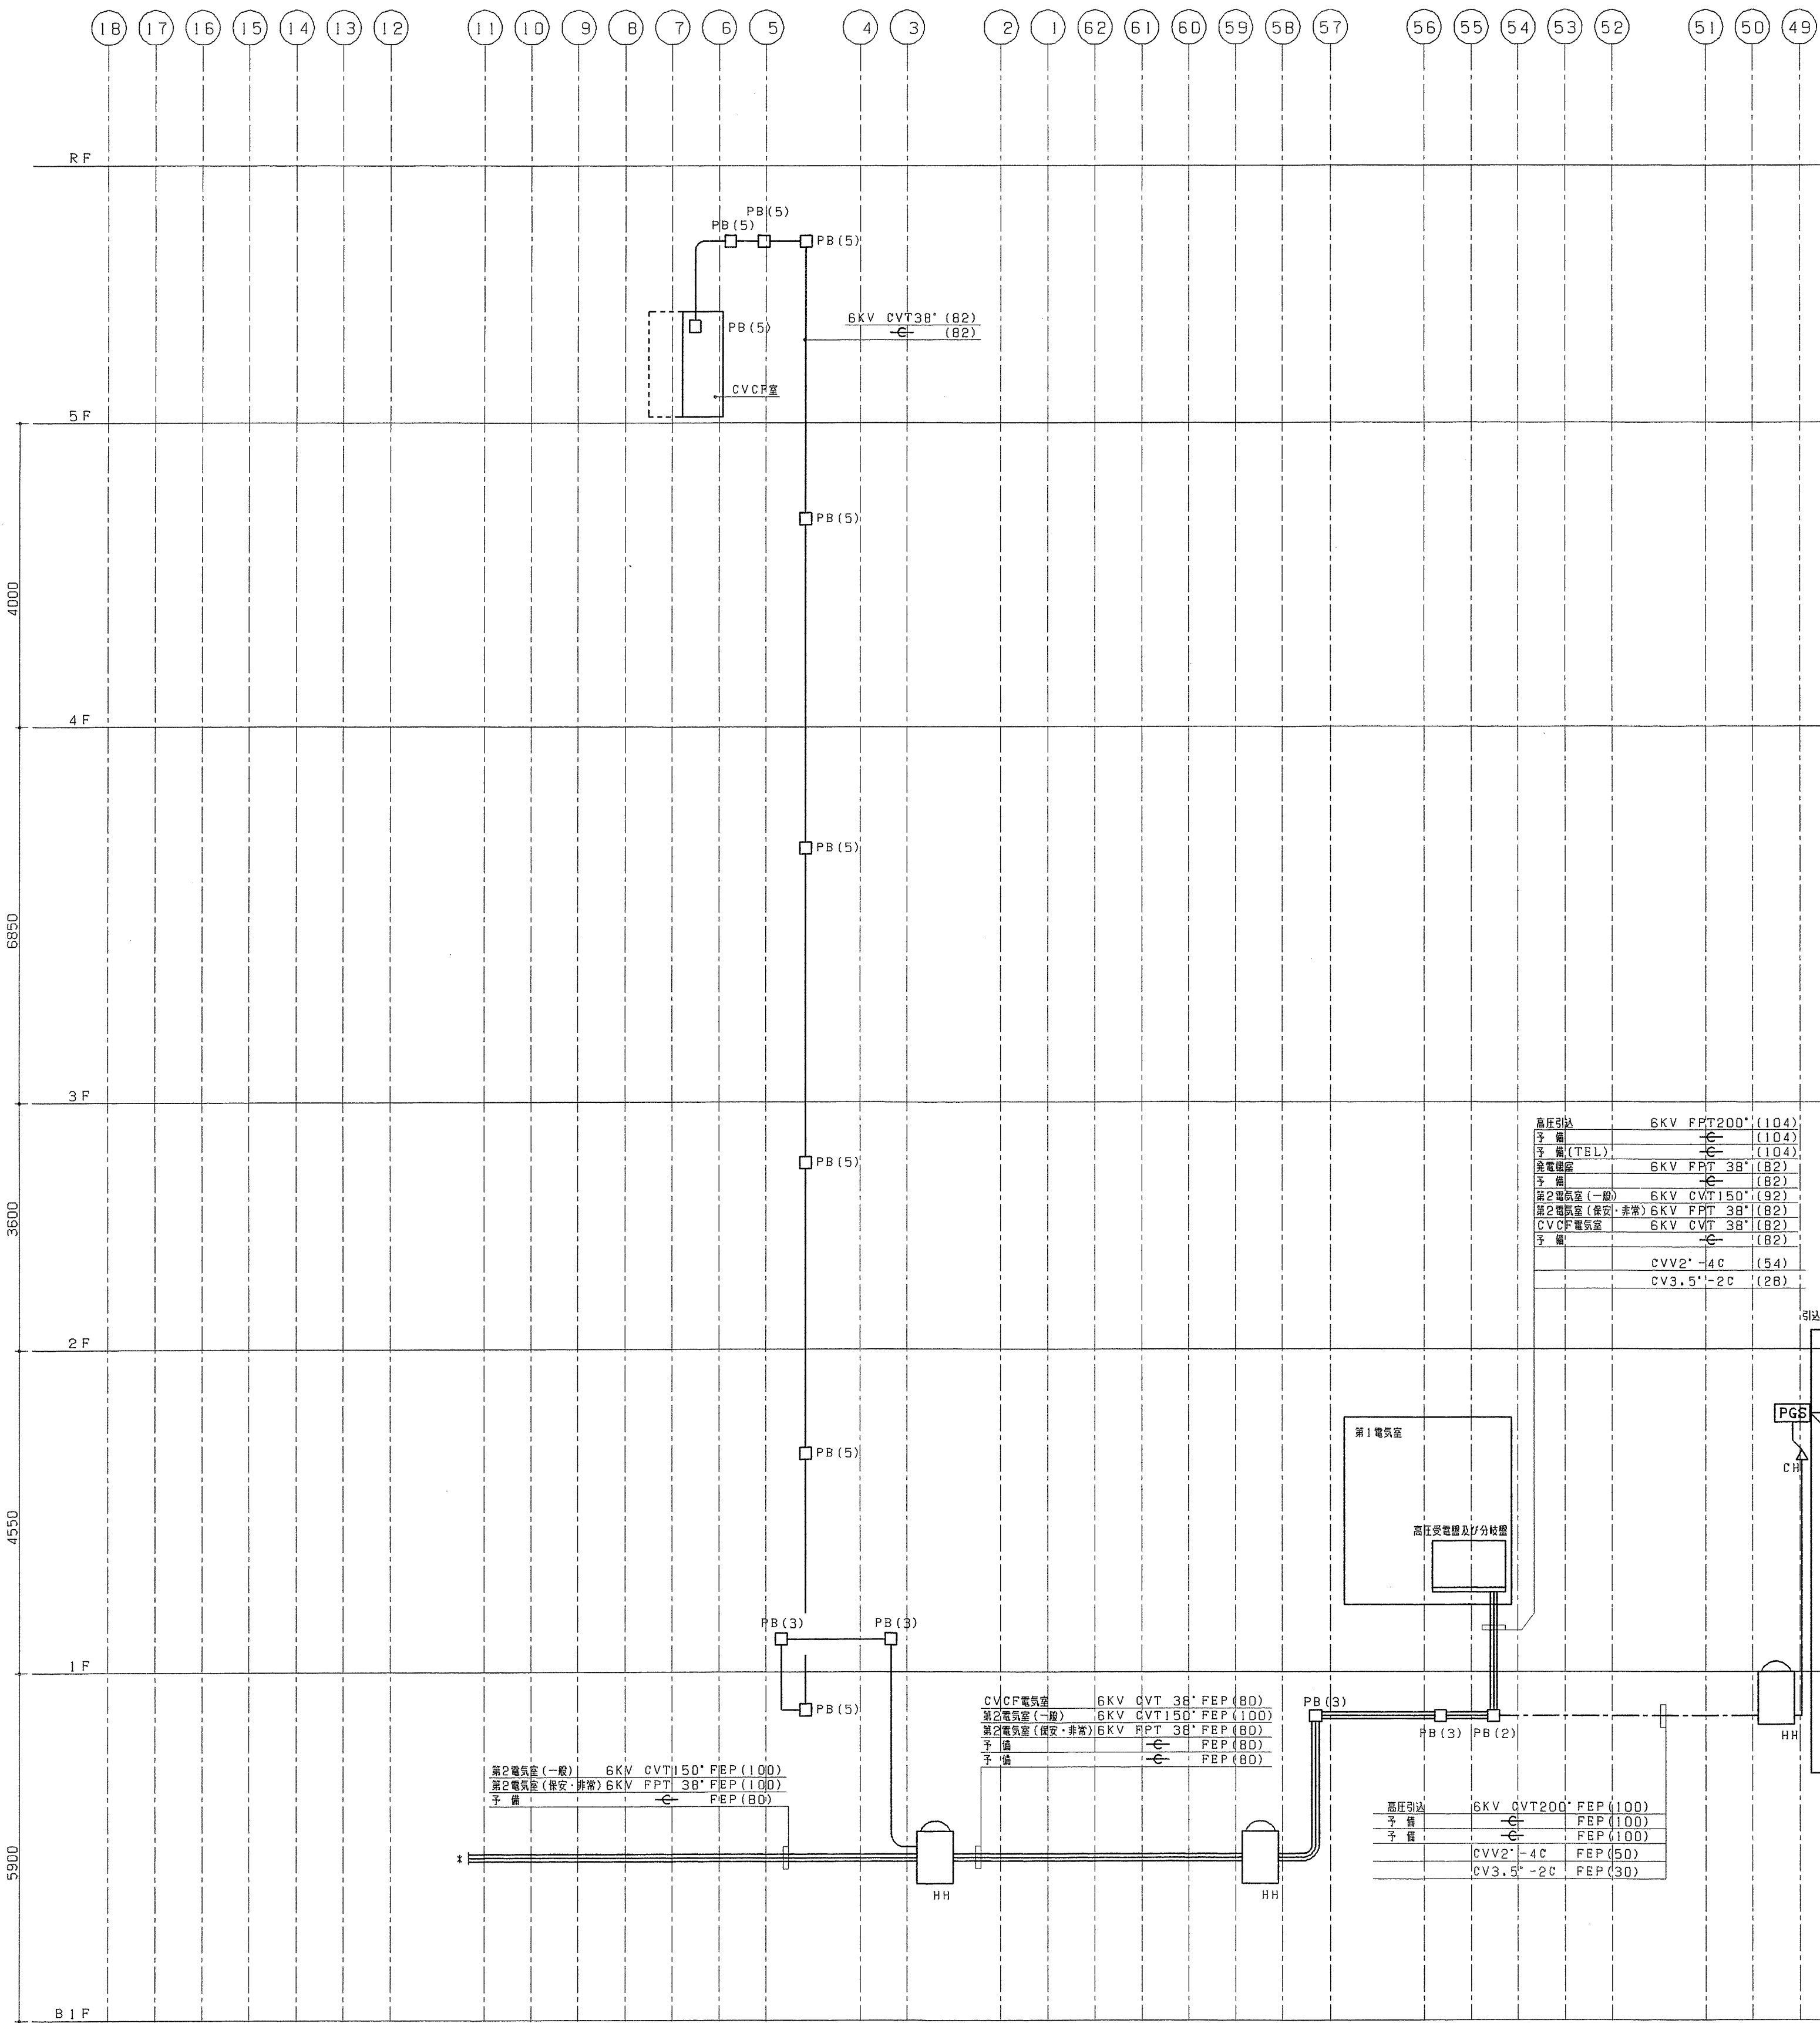 18 17 16 15 14 13 12 11 10 9 8 7 6 5 4 3 2 1 62 61 60 59 58 57 56 55 54 53 52 51 50 49
RF
PB(5)
PB(5)
PB(5)
PB(5)
6KV CVT38° (82)
(82)
CVCF室
5F
PB(5)
4000
4F
PB(5)
6850
3F
高圧引込 6KV FPT200° (104)
予備 (104)
予備(TEL) (104)
発電機室 6KV FPT 38° (82)
予備 (82)
第2電気室(一般) 6KV CVT150° (92)
第2電気室(保安・非常) 6KV FPT 38° (82)
CVCF電気室 6KV CVT 38° (82)
予備 (82)
CVV2°-4C (54)
CV3.5°-2C (28)
PB(5)
3600
引込
2F
PGS
第1電気室
PB(5)
CH
4550
高圧受電盤及び分岐盤
PB(3) PB(3)
1F
PB(5)
CVCF電気室 6KV CVT 38° FEP(80)
第2電気室(一般) 6KV CVT150° FEP(100)
第2電気室(保安・非常) 6KV FPT 38° FEP(80)
予備 FEP(80)
予備 FEP(80)
PB(3)
PB(3) PB(2)
HH
第2電気室(一般) 6KV CVT150° FEP(100)
第2電気室(保安・非常) 6KV FPT 38° FEP(100)
予備 FEP(80)
高圧引込 6KV CVT200° FEP(100)
予備 FEP(100)
予備 FEP(100)
CVV2°-4C FEP(50)
CV3.5°-2C FEP(30)
5900
*
HH
HH
B1F